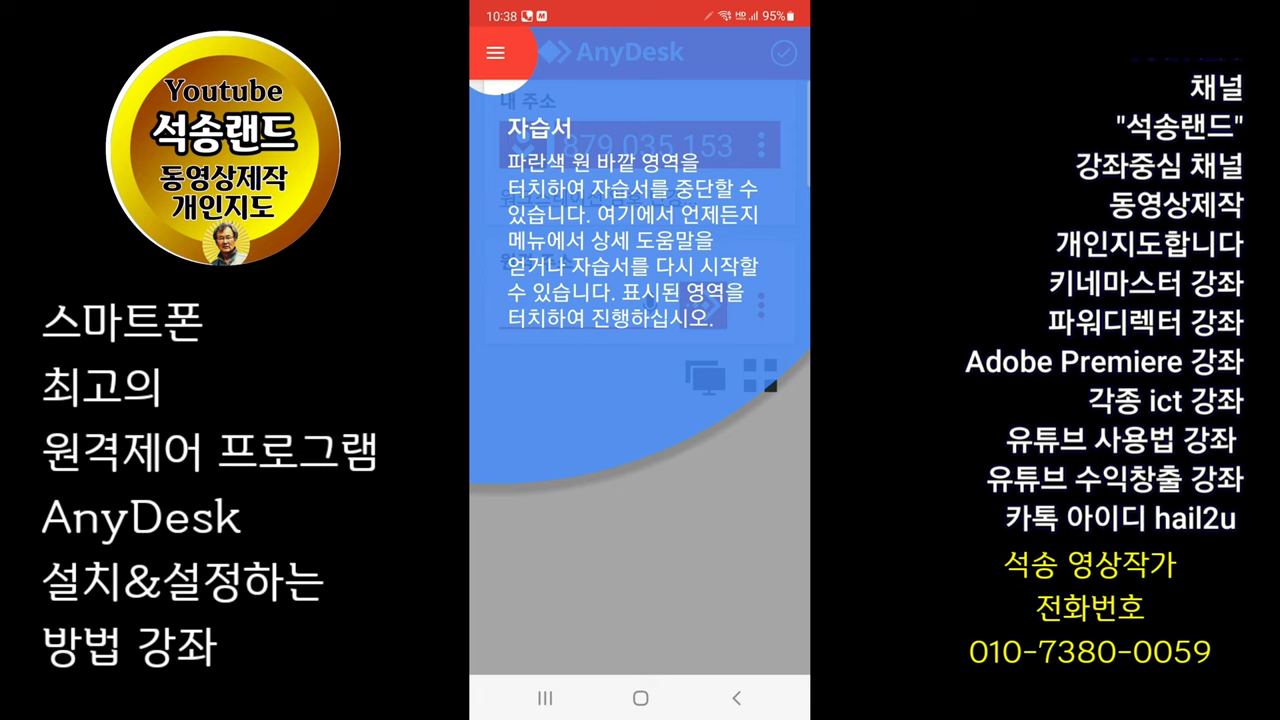 Youtube
석송랜드
동영상제작
개인지도
스마트폰
최고의
원격제어 프로그램
AnyDesk
설치&설정하는
방법 강좌
10:38
95%
AnyDesk
내 주소
879 035 153
자습서
파란색 원 바깥 영역을
터치하여 자습서를 중단할 수
있습니다. 여기에서 언제든지
메뉴에서 상세 도움말을
얻거나 자습서를 다시 시작할
수 있습니다. 표시된 영역을
터치하여 진행하십시오.
채널
"석송랜드"
강좌중심 채널
동영상제작
개인지도합니다
키네마스터 강좌
파워디렉터 강좌
Adobe Premiere 강좌
각종 ict 강좌
유튜브 사용법 강좌
유튜브 수익창출 강좌
카톡 아이디 hail2u
석송 영상작가
전화번호
010-7380-0059